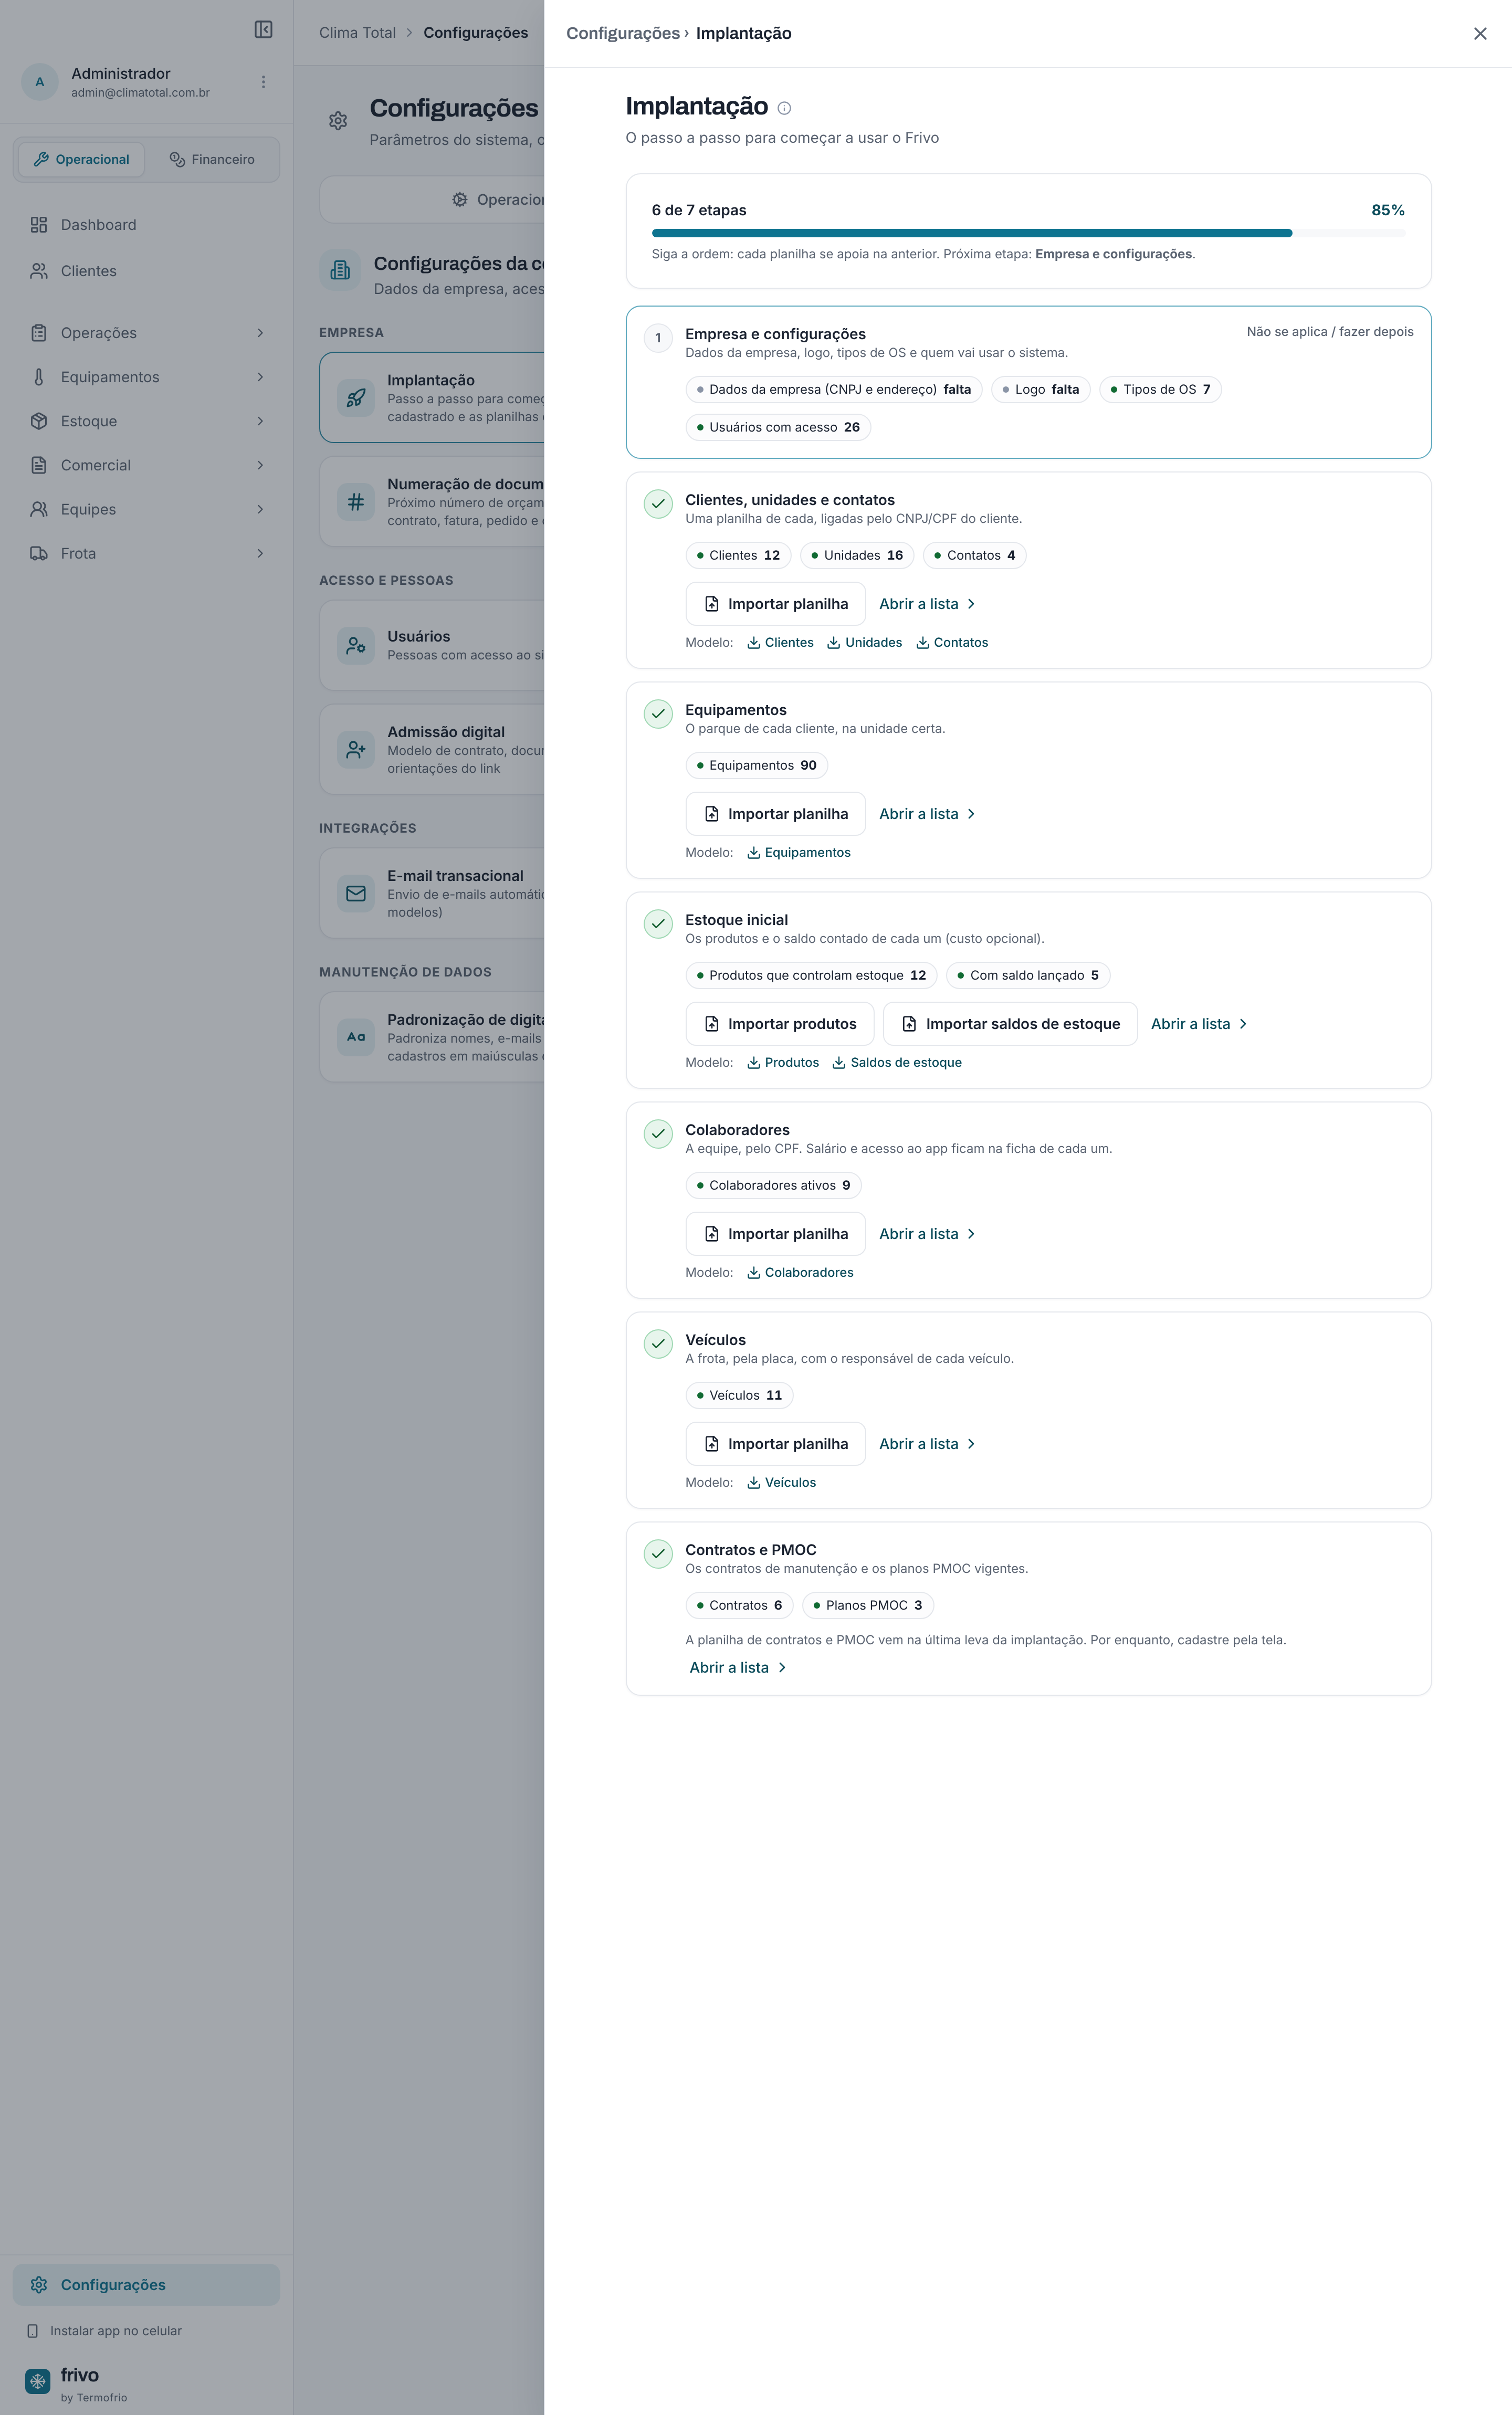 A
Administrador
admin@climatotal.com.br
Operacional
Financeiro
Dashboard
Clientes
Operações
Equipamentos
Estoque
Comercial
Equipes
Frota
Configurações
Instalar app no celular
frivo
by Termofrio
Clima Total > Configurações
Configurações
Parâmetros do sistema,
Configurações da
Dados da empresa,
EMPRESA
Implantação
Passo a passo para
cadastrado e as planilhas
Numeração de
Próximo número de
contrato, fatura, pedido e
ACESSO E PESSOAS
Usuários
Pessoas com acesso ao
Admissão digital
Modelo de contrato,
orientações do link
INTEGRAÇÕES
E-mail transacional
Envio de e-mails
modelos)
MANUTENÇÃO DE DADOS
Aa
Padronização de
Padroniza nomes, e-mails
cadastros em maiúsculas
Configurações › Implantação
Implantação
O passo a passo para começar a usar o Frivo
6 de 7 etapas
85%
Siga a ordem: cada planilha se apoia na anterior. Próxima etapa: Empresa e configurações.
1
Empresa e configurações
Não se aplica / fazer depois
Dados da empresa, logo, tipos de OS e quem vai usar o sistema.
Dados da empresa (CNPJ e endereço) falta
Logo falta
Tipos de OS 7
Usuários com acesso 26
Clientes, unidades e contatos
Uma planilha de cada, ligadas pelo CNPJ/CPF do cliente.
Clientes 12
Unidades 16
Contatos 4
Importar planilha
Abrir a lista
Modelo: Clientes Unidades Contatos
Equipamentos
O parque de cada cliente, na unidade certa.
Equipamentos 90
Importar planilha
Abrir a lista
Modelo: Equipamentos
Estoque inicial
Os produtos e o saldo contado de cada um (custo opcional).
Produtos que controlam estoque 12
Com saldo lançado 5
Importar produtos
Importar saldos de estoque
Abrir a lista
Modelo: Produtos Saldos de estoque
Colaboradores
A equipe, pelo CPF. Salário e acesso ao app ficam na ficha de cada um.
Colaboradores ativos 9
Importar planilha
Abrir a lista
Modelo: Colaboradores
Veículos
A frota, pela placa, com o responsável de cada veículo.
Veículos 11
Importar planilha
Abrir a lista
Modelo: Veículos
Contratos e PMOC
Os contratos de manutenção e os planos PMOC vigentes.
Contratos 6
Planos PMOC 3
A planilha de contratos e PMOC vem na última leva da implantação. Por enquanto, cadastre pela tela.
Abrir a lista